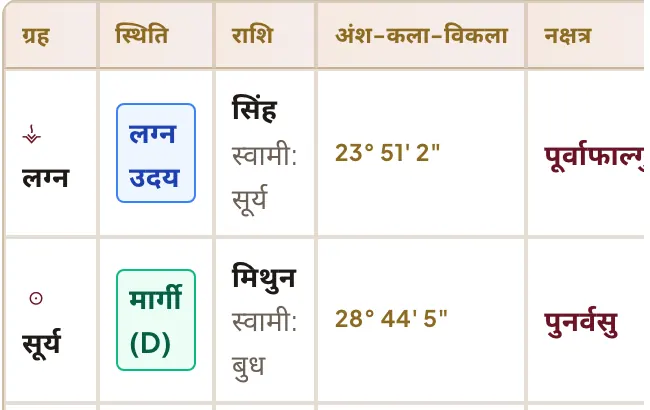 ग्रह स्थिति राशि अंश-कला-विकला नक्षत्र
लग्न
लग्न
उदय
सिंह
स्वामी:
सूर्य
23° 51' 2"
सूर्य
मार्गी
(D)
मिथुन
स्वामी:
बुध
28° 44' 5"
पुनर्वसु